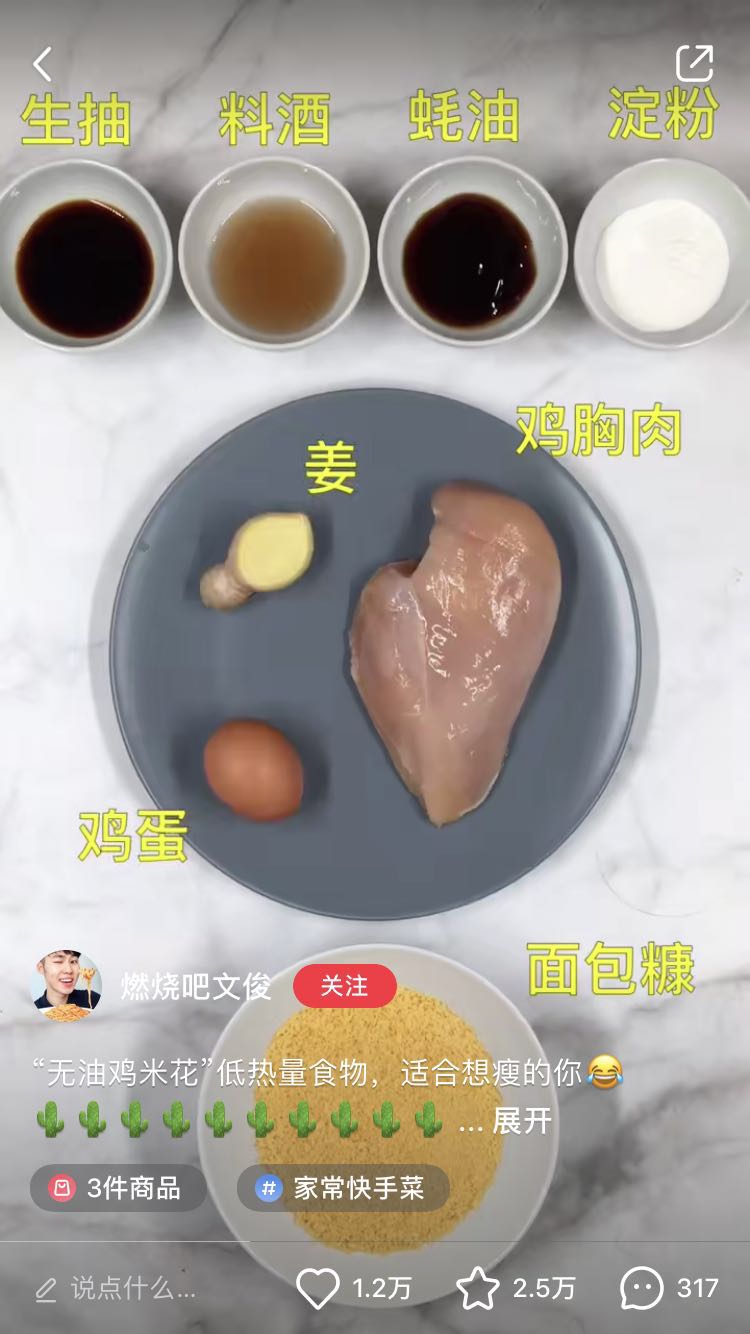 生抽 料酒 蚝油 淀粉
鸡胸肉
姜
鸡蛋
面包糠
燃烧吧文俊 关注
“无油鸡米花”低热量食物，适合想瘦的你😂
🌵🌵🌵🌵🌵🌵🌵🌵🌵🌵 ... 展开
3件商品 # 家常快手菜
说点什么... 1.2万 2.5万 317